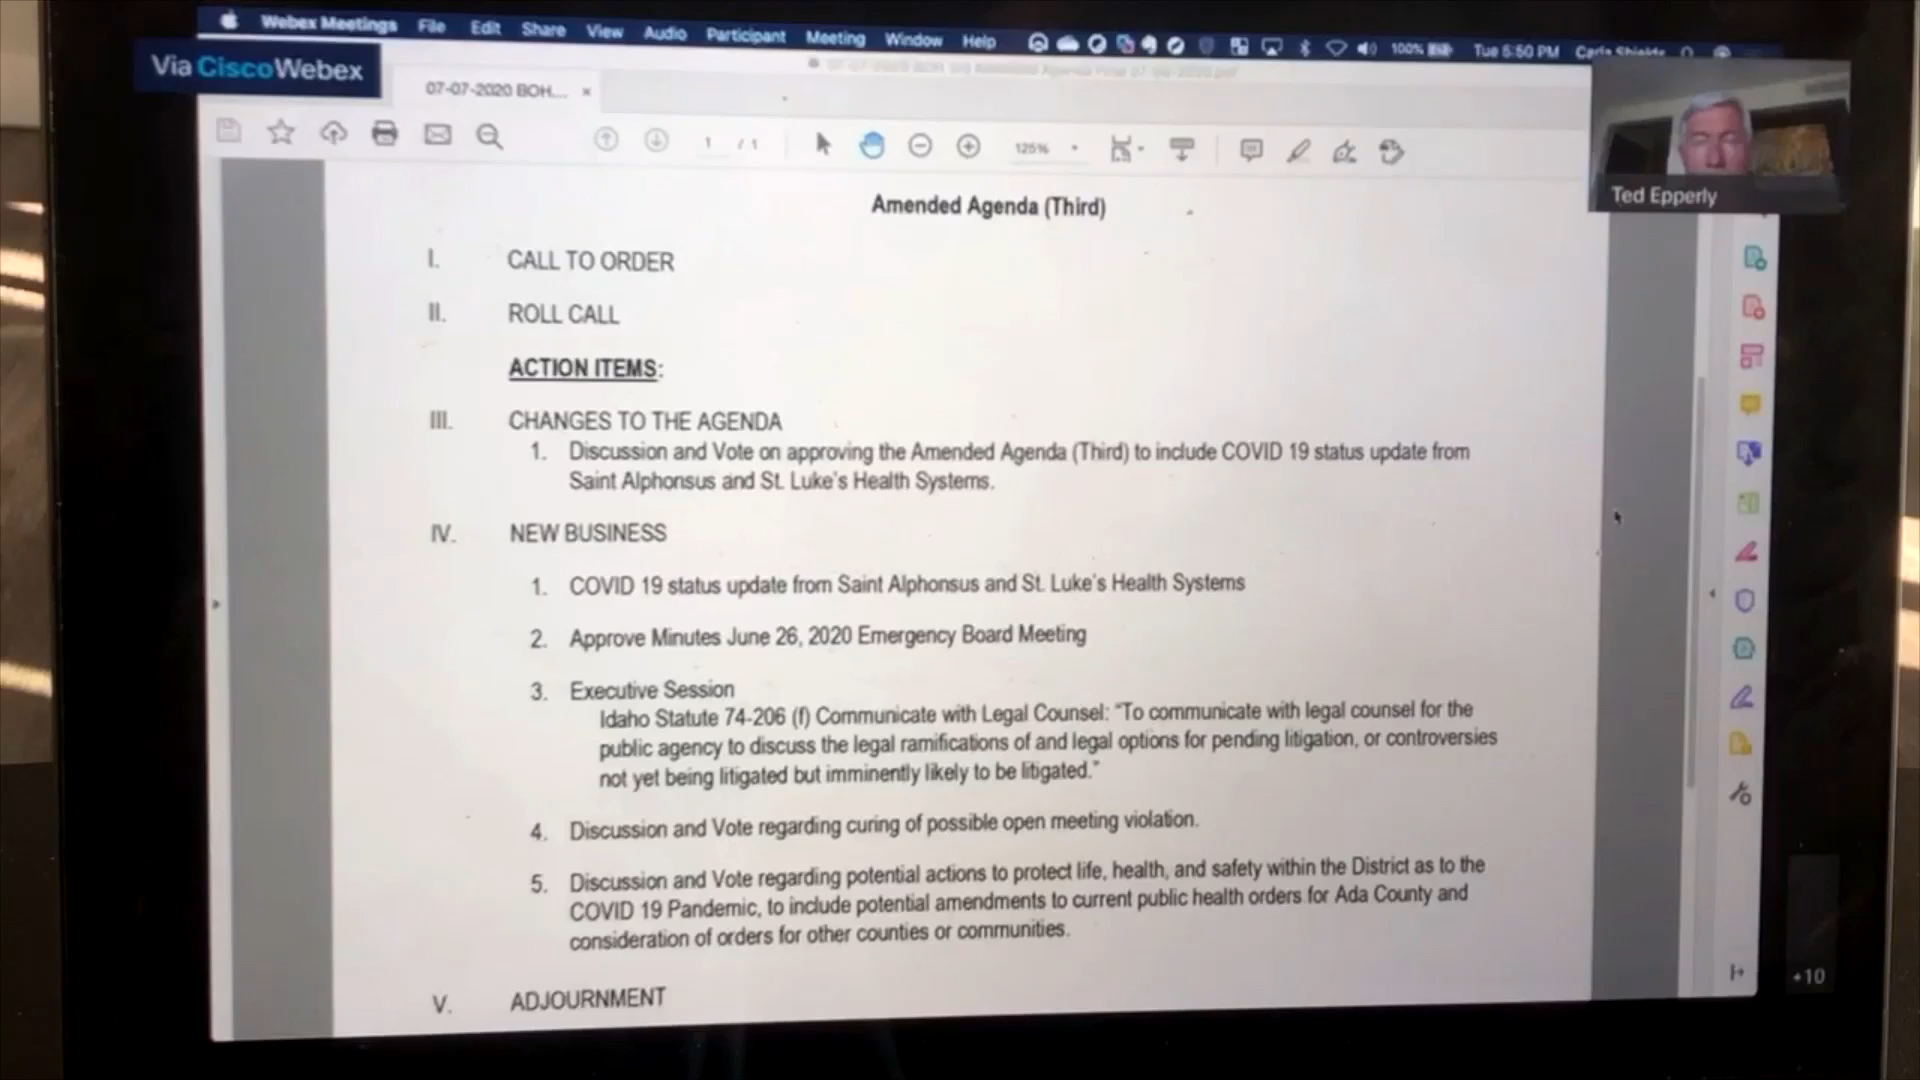 Webex Meetings File Edit Share View Audio Participant Meeting Window Help 100% Tue 5:50 PM Carla Shields
Via CiscoWebex
07-07-2020 BOH....
1 / 1 125%
Ted Epperly
Amended Agenda (Third)
I. CALL TO ORDER
II. ROLL CALL
ACTION ITEMS:
III. CHANGES TO THE AGENDA
1. Discussion and Vote on approving the Amended Agenda (Third) to include COVID 19 status update from
Saint Alphonsus and St. Luke's Health Systems.
IV. NEW BUSINESS
1. COVID 19 status update from Saint Alphonsus and St. Luke's Health Systems
2. Approve Minutes June 26, 2020 Emergency Board Meeting
3. Executive Session
Idaho Statute 74-206 (f) Communicate with Legal Counsel: "To communicate with legal counsel for the
public agency to discuss the legal ramifications of and legal options for pending litigation, or controversies
not yet being litigated but imminently likely to be litigated."
4. Discussion and Vote regarding curing of possible open meeting violation.
5. Discussion and Vote regarding potential actions to protect life, health, and safety within the District as to the
COVID 19 Pandemic, to include potential amendments to current public health orders for Ada County and
consideration of orders for other counties or communities.
V. ADJOURNMENT
+10